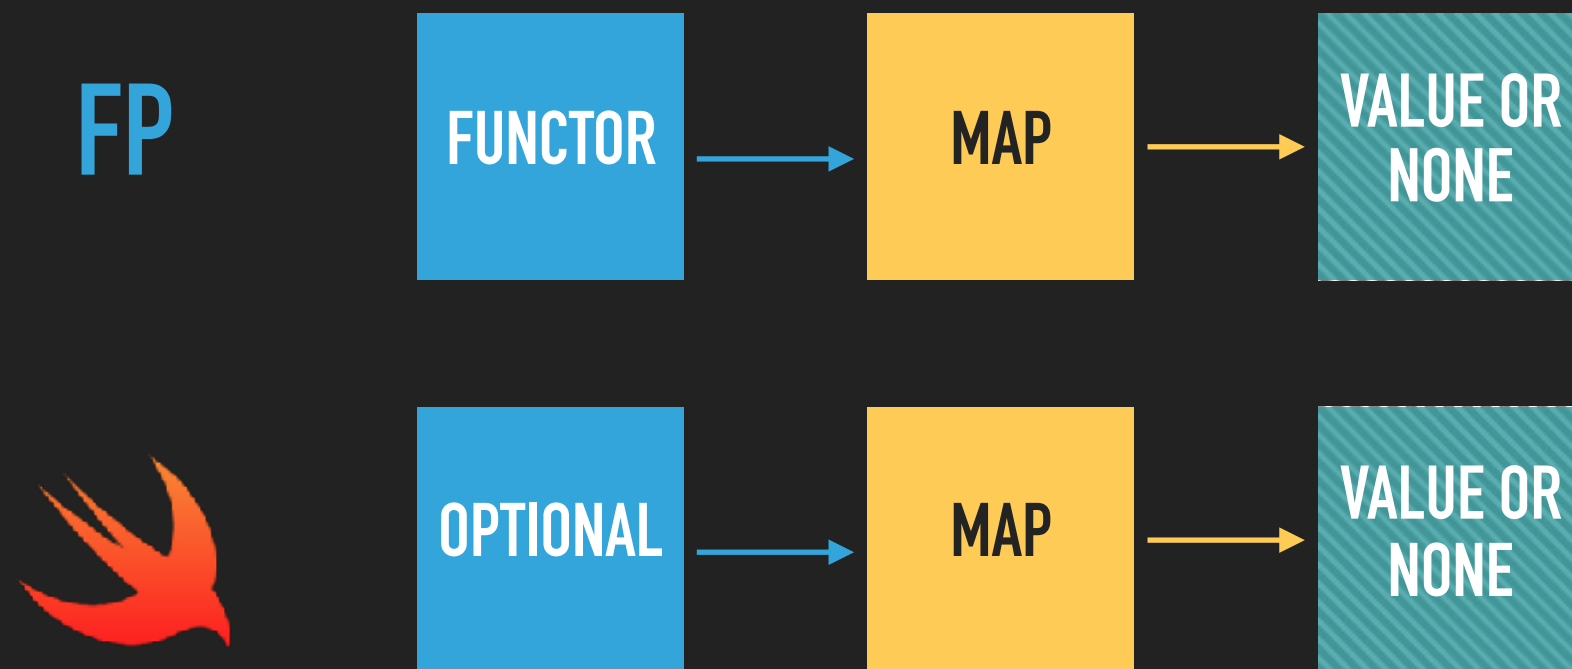 FP
FUNCTOR
MAP
VALUE OR
NONE
OPTIONAL
MAP
VALUE OR
NONE